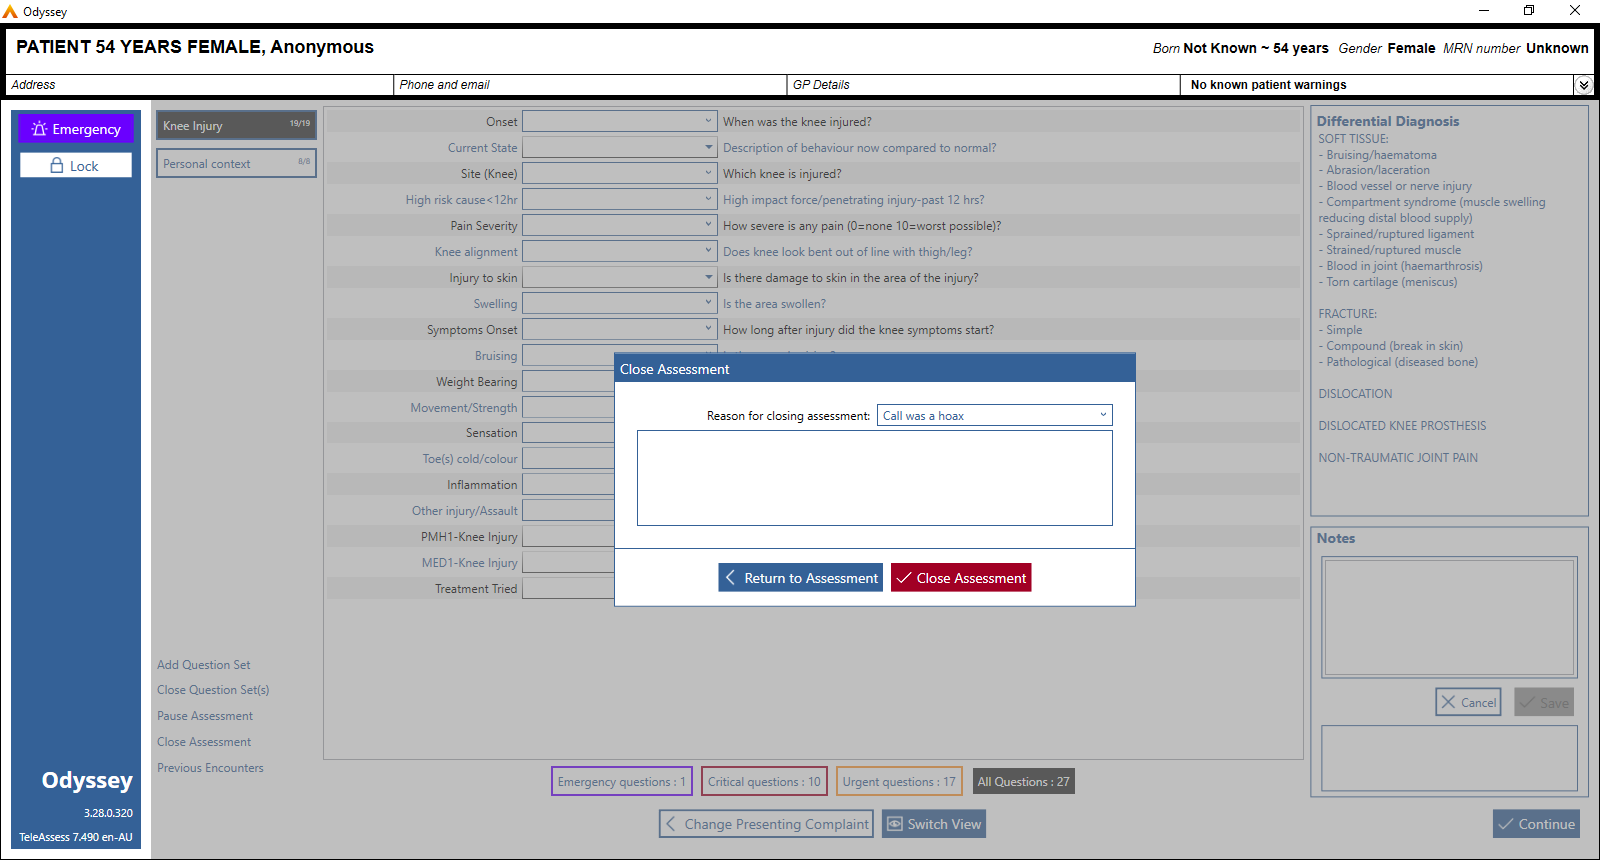 Odyssey
PATIENT 54 YEARS FEMALE, Anonymous
Born Not Known ~ 54 years Gender Female MRN number Unknown
Address
Phone and email
GP Details
No known patient warnings
Emergency
Lock
Odyssey
3.28.0.320
TeleAssess 7.490 en-AU
Knee Injury 19/19
Personal context 8/8
Add Question Set
Close Question Set(s)
Pause Assessment
Close Assessment
Previous Encounters
Onset When was the knee injured?
Current State Description of behaviour now compared to normal?
Site (Knee) Which knee is injured?
High risk cause<12hr High impact force/penetrating injury-past 12 hrs?
Pain Severity How severe is any pain (0=none 10=worst possible)?
Knee alignment Does knee look bent out of line with thigh/leg?
Injury to skin Is there damage to skin in the area of the injury?
Swelling Is the area swollen?
Symptoms Onset How long after injury did the knee symptoms start?
Bruising
Weight Bearing
Movement/Strength
Sensation
Toe(s) cold/colour
Inflammation
Other injury/Assault
PMH1-Knee Injury
MED1-Knee Injury
Treatment Tried
Close Assessment
Reason for closing assessment: Call was a hoax
Return to Assessment
Close Assessment
Emergency questions : 1
Critical questions : 10
Urgent questions : 17
All Questions : 27
Change Presenting Complaint
Switch View
Differential Diagnosis
SOFT TISSUE:
- Bruising/haematoma
- Abrasion/laceration
- Blood vessel or nerve injury
- Compartment syndrome (muscle swelling
reducing distal blood supply)
- Sprained/ruptured ligament
- Strained/ruptured muscle
- Blood in joint (haemarthrosis)
- Torn cartilage (meniscus)
FRACTURE:
- Simple
- Compound (break in skin)
- Pathological (diseased bone)
DISLOCATION
DISLOCATED KNEE PROSTHESIS
NON-TRAUMATIC JOINT PAIN
Notes
Cancel
Save
Continue